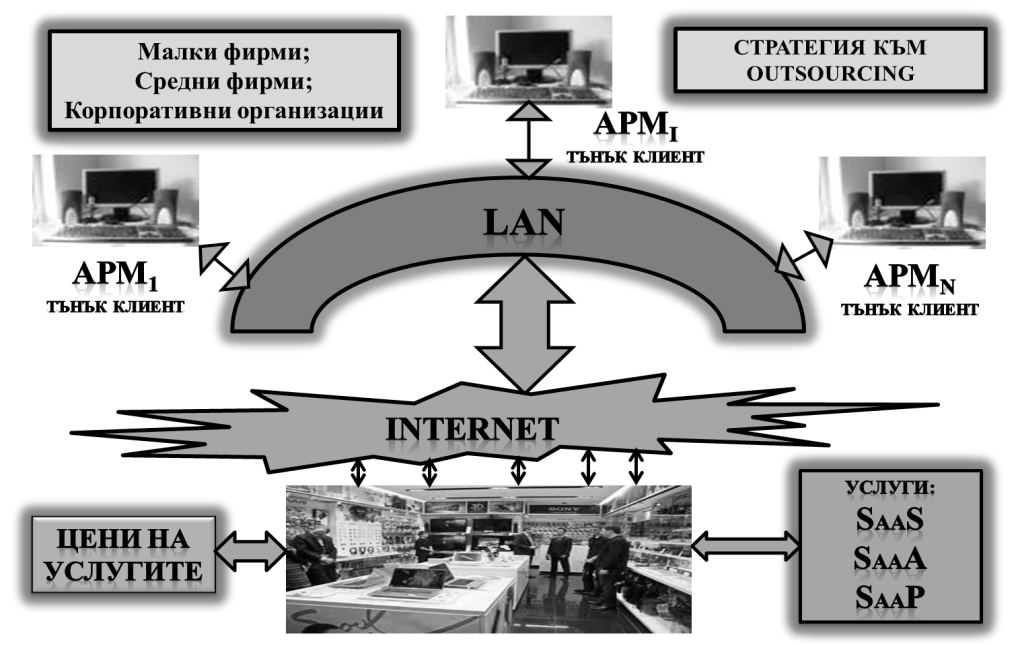 Малки фирми;
Средни фирми;
Корпоративни организации
СТРАТЕГИЯ КЪМ
OUTSOURCING
АРМI
ТЪНЪК КЛИЕНТ
LAN
АРМ1
ТЪНЪК КЛИЕНТ
АРМN
ТЪНЪК КЛИЕНТ
INTERNET
ЦЕНИ НА
УСЛУГИТЕ
SONY
УСЛУГИ:
SAAS
SAAA
SAAP